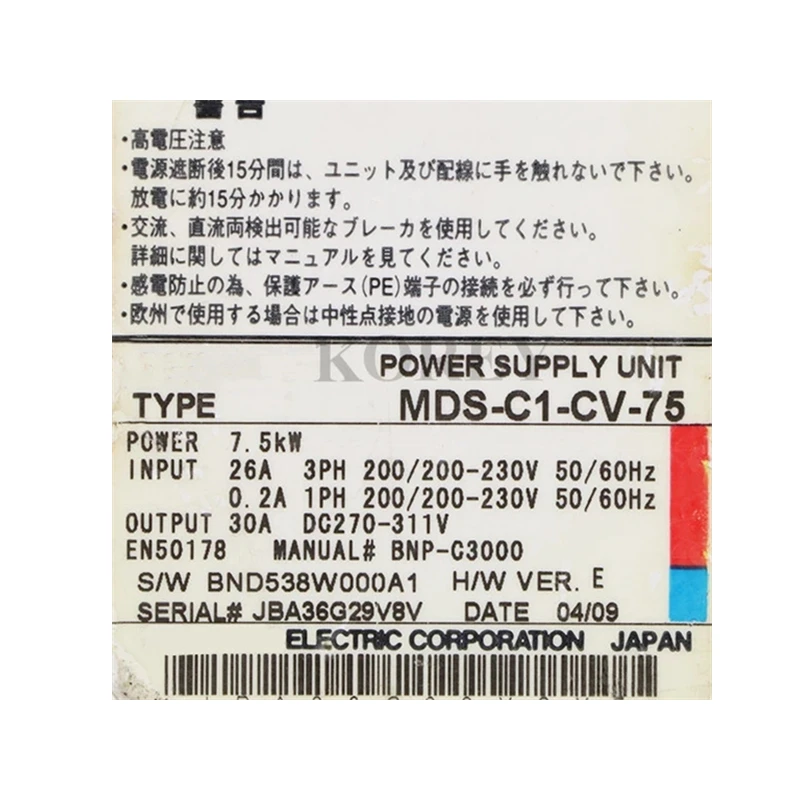 警告
・高電圧注意
・電源遮断後15分間は、ユニット及び配線に手を触れないで下さい。
放電に約15分かかります。
・交流、直流両検出可能なブレーカを使用してください。
詳細に関してはマニュアルを見てください。
・感電防止の為、保護アース(PE)端子の接続を必ず行って下さい。
・欧州で使用する場合は中性点接地の電源を使用して下さい。
KOREY
POWER SUPPLY UNIT
TYPE MDS-C1-CV-75
POWER 7.5kW
INPUT 26A 3PH 200/200-230V 50/60Hz
0.2A 1PH 200/200-230V 50/60Hz
OUTPUT 30A DC270-311V
EN50178 MANUAL# BNP-C3000
S/W BND538W000A1 H/W VER. E
SERIAL# JBA36G29V8V DATE 04/09
ELECTRIC CORPORATION JAPAN